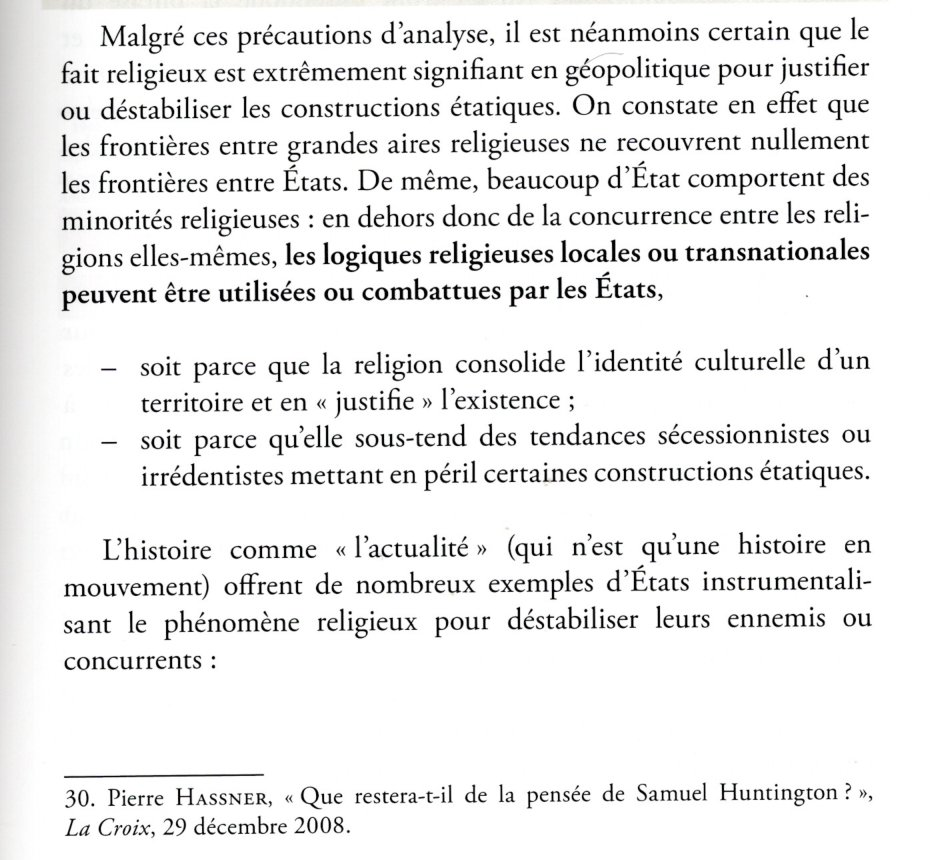 Malgré ces précautions d'analyse, il est néanmoins certain que le
fait religieux est extrêmement signifiant en géopolitique pour justifier
ou déstabiliser les constructions étatiques. On constate en effet que
les frontières entre grandes aires religieuses ne recouvrent nullement
les frontières entre États. De même, beaucoup d'État comportent des
minorités religieuses : en dehors donc de la concurrence entre les reli-
gions elles-mêmes, les logiques religieuses locales ou transnationales
peuvent être utilisées ou combattues par les États,
– soit parce que la religion consolide l'identité culturelle d'un
territoire et en « justifie » l'existence ;
– soit parce qu'elle sous-tend des tendances sécessionnistes ou
irrédentistes mettant en péril certaines constructions étatiques.
L'histoire comme « l'actualité » (qui n'est qu'une histoire en
mouvement) offrent de nombreux exemples d'États instrumentali-
sant le phénomène religieux pour déstabiliser leurs ennemis ou
concurrents :
30. Pierre HASSNER, « Que restera-t-il de la pensée de Samuel Huntington ? »,
La Croix, 29 décembre 2008.